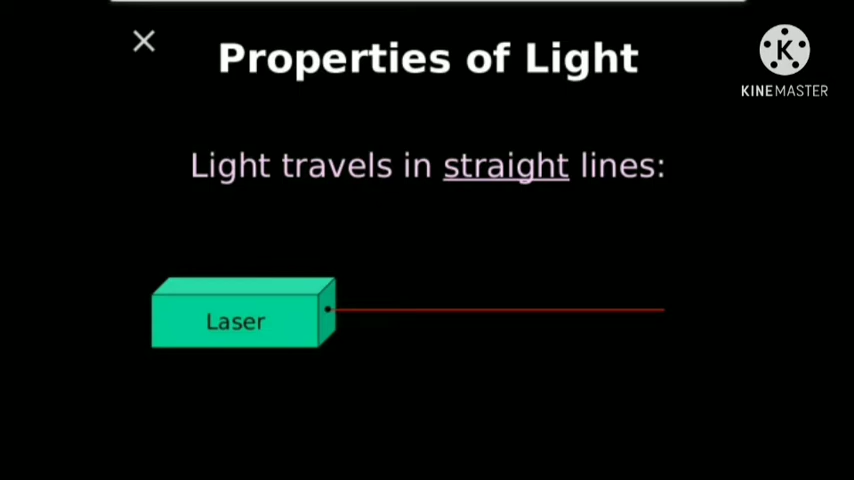 Properties of Light
K
KINEMASTER
Light travels in straight lines:
Laser